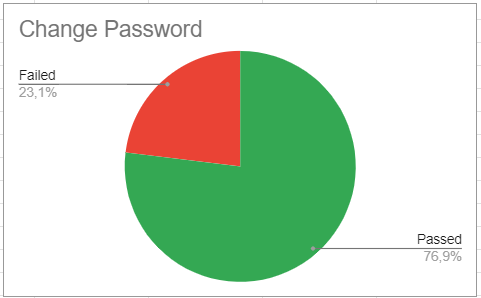 Change Password
Failed
23,1%
Passed
76,9%